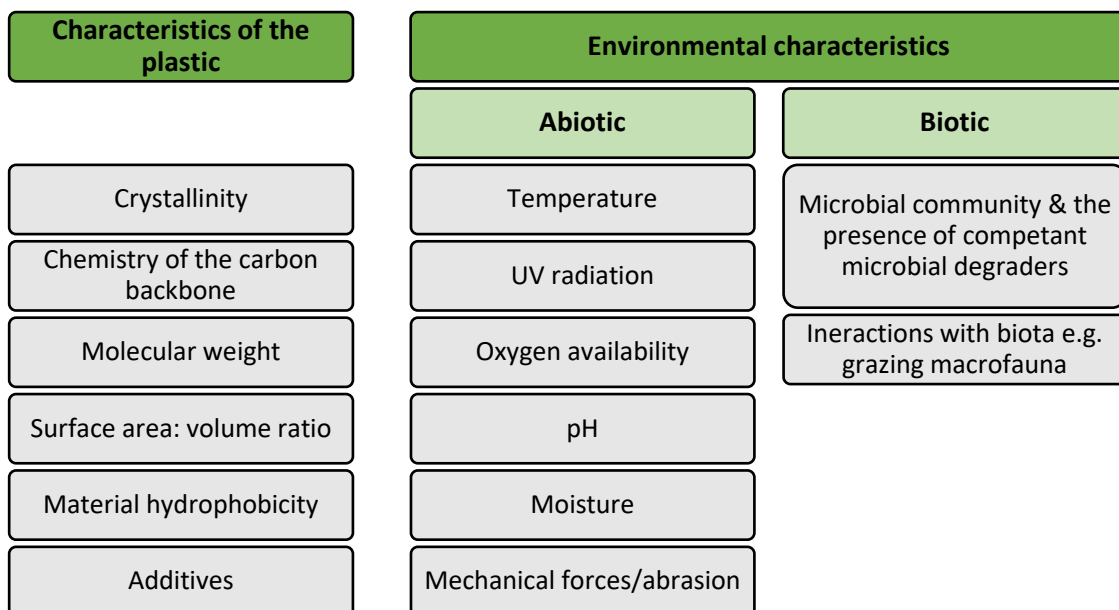 Characteristics of the
plastic
Crystallinity
Chemistry of the carbon
backbone
Molecular weight
Surface area: volume ratio
Material hydrophobicity
Additives
Environmental characteristics
Abiotic
Temperature
UV radiation
Oxygen availability
pH
Moisture
Mechanical forces/abrasion
Biotic
Microbial community & the
presence of competant
microbial degraders
Ineractions with biota e.g.
grazing macrofauna